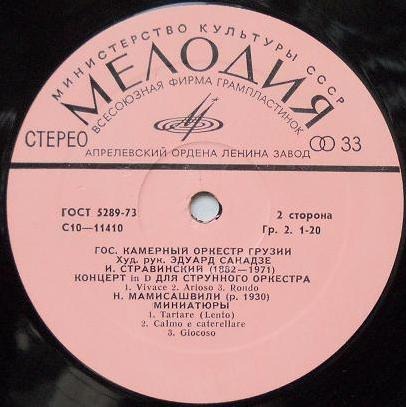 МИНИСТЕРСТВО КУЛЬТУРЫ СССР
МЕЛОДИЯ
ВСЕСОЮЗНАЯ ФИРМА ГРАМПЛАСТИНОК
СТЕРЕО
33
АПРЕЛЕВСКИЙ ОРДЕНА ЛЕНИНА ЗАВОД
ГОСТ 5289-73
2 сторона
С10—11410
Гр. 2. 1-20
ГОС. КАМЕРНЫЙ ОРКЕСТР ГРУЗИИ
Худ. рук. ЭДУАРД САНАДЗЕ
И. СТРАВИНСКИЙ (1852—1971)
КОНЦЕРТ in D ДЛЯ СТРУННОГО ОРКЕСТРА
1. Vivace 2. Arioso 3. Rondo
Н. МАМИСАШВИЛИ (р. 1930)
МИНИАТЮРЫ
1. Tartare (Lento)
2. Calmo e caterellare
3. Giocoso